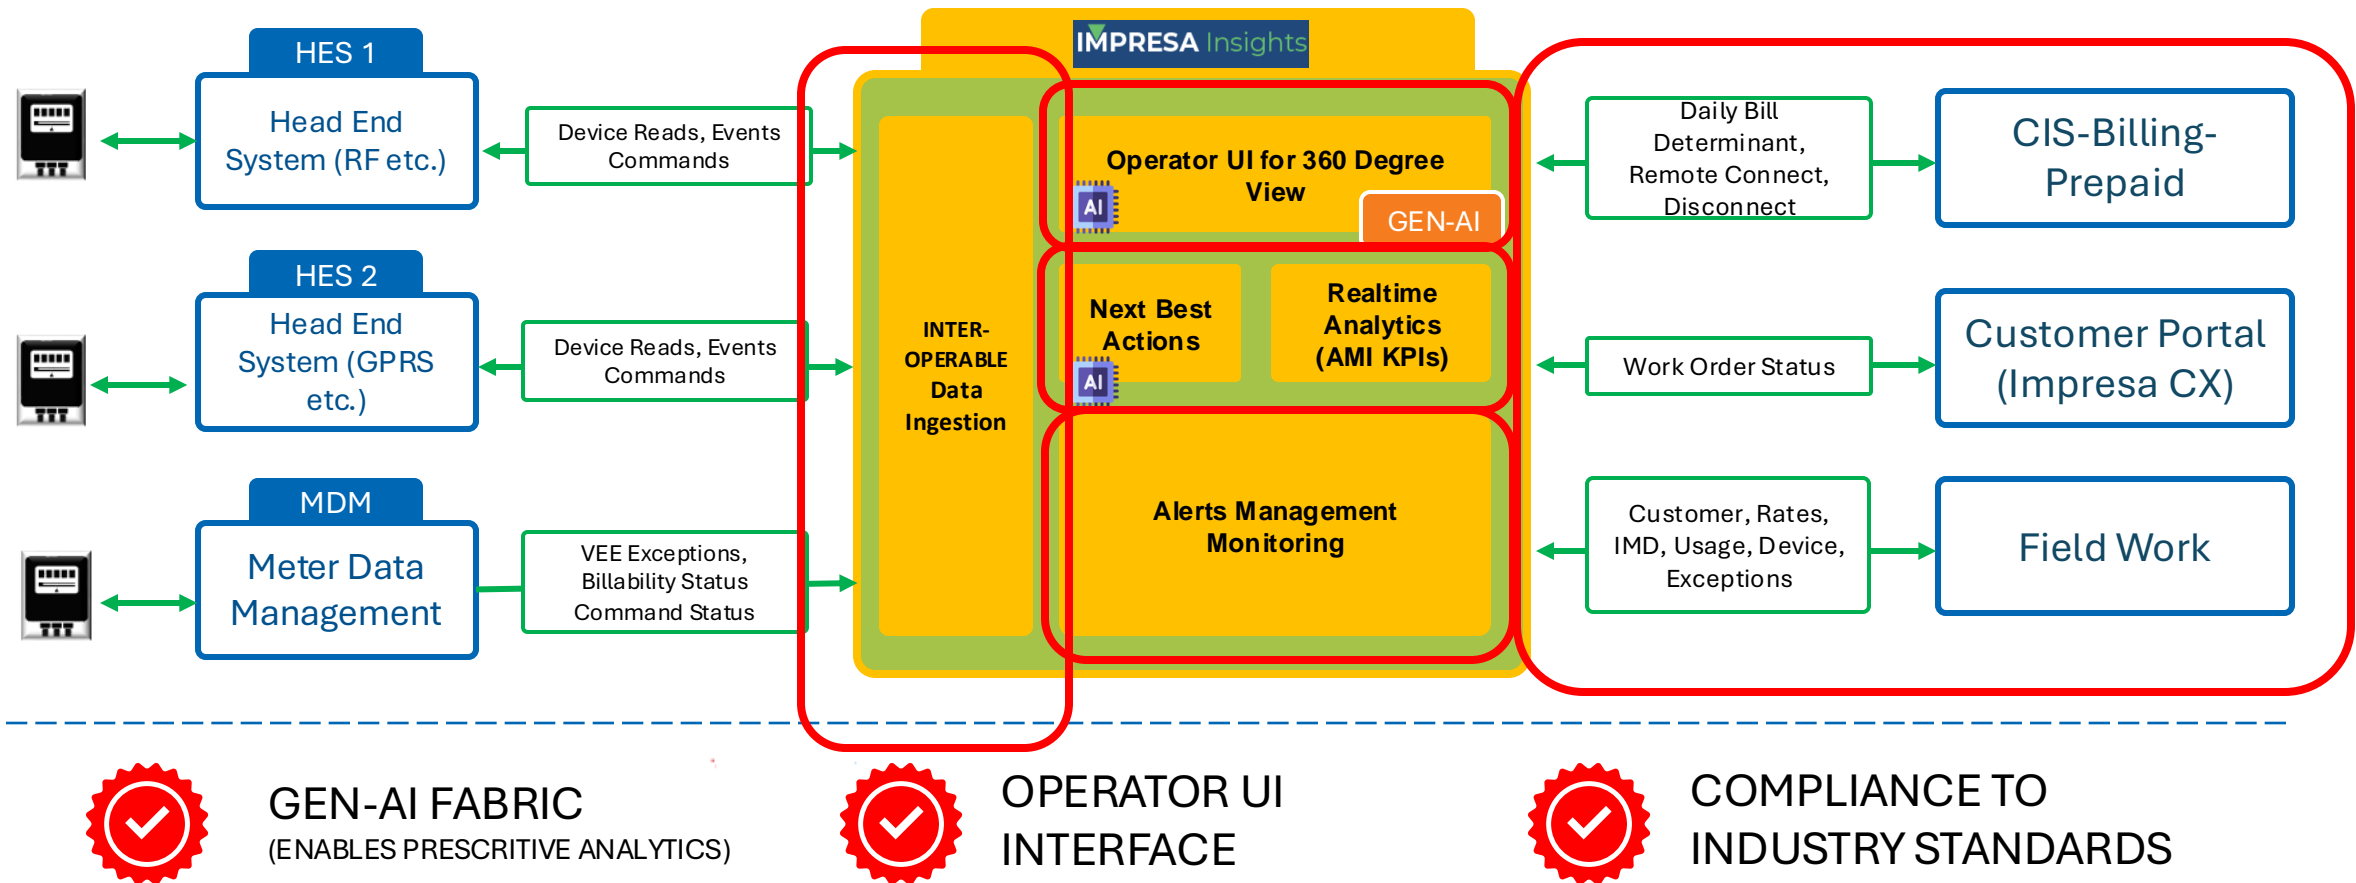 HES 1
Head End
System (RF etc.)
Device Reads, Events
Commands
HES 2
Head End
System (GPRS
etc.)
Device Reads, Events
Commands
MDM
Meter Data
Management
VEE Exceptions,
Billability Status
Command Status
IMPRESA Insights
INTER-
OPERABLE
Data
Ingestion
Operator UI for 360 Degree
View
AI
GEN-AI
Next Best
Actions
AI
Realtime
Analytics
(AMI KPIs)
Alerts Management
Monitoring
Daily Bill
Determinant,
Remote Connect,
Disconnect
CIS-Billing-
Prepaid
Work Order Status
Customer Portal
(Impresa CX)
Customer, Rates,
IMD, Usage, Device,
Exceptions
Field Work
GEN-AI FABRIC
(ENABLES PRESCRITIVE ANALYTICS)
OPERATOR UI
INTERFACE
COMPLIANCE TO
INDUSTRY STANDARDS